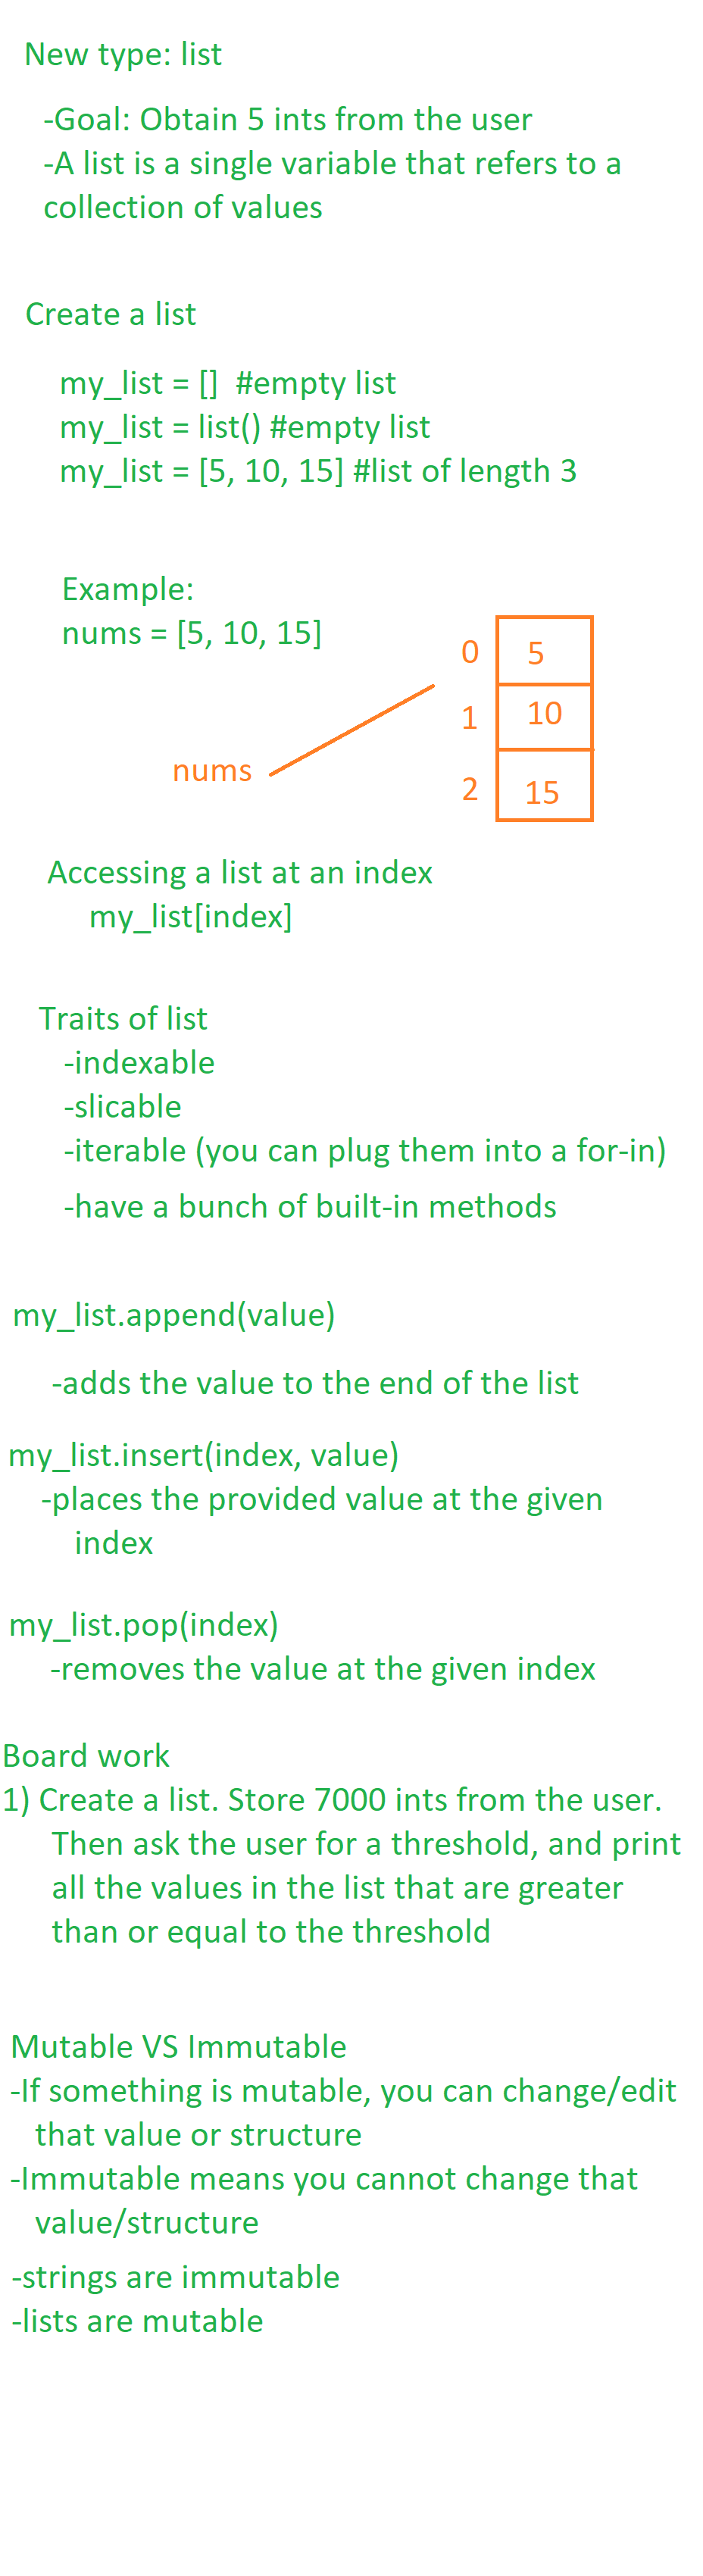 New type: list
-Goal: Obtain 5 ints from the user
-A list is a single variable that refers to a
collection of values
Create a list
my_list = []  #empty list
my_list = list() #empty list
my_list = [5, 10, 15] #list of length 3
Example:
nums = [5, 10, 15]
0 5
1 10
nums
2 15
Accessing a list at an index
my_list[index]
Traits of list
-indexable
-slicable
-iterable (you can plug them into a for-in)
-have a bunch of built-in methods
my_list.append(value)
-adds the value to the end of the list
my_list.insert(index, value)
-places the provided value at the given
index
my_list.pop(index)
-removes the value at the given index
Board work
1) Create a list. Store 7000 ints from the user.
Then ask the user for a threshold, and print
all the values in the list that are greater
than or equal to the threshold
Mutable VS Immutable
-If something is mutable, you can change/edit
that value or structure
-Immutable means you cannot change that
value/structure
-strings are immutable
-lists are mutable